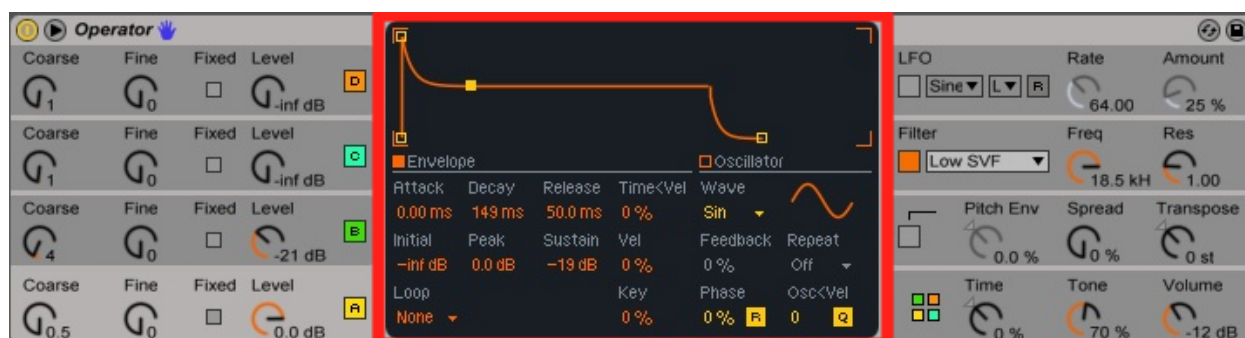 Operator
Coarse Fine Fixed Level
1 0 -inf dB D
Coarse Fine Fixed Level
1 0 -inf dB C
Coarse Fine Fixed Level
4 0 -21 dB B
Coarse Fine Fixed Level
0.5 0 0.0 dB A
Envelope Oscillator
Attack Decay Release Time<Vel Wave
0.00 ms 149 ms 50.0 ms 0 % Sin
Initial Peak Sustain Vel Feedback Repeat
-inf dB 0.0 dB -19 dB 0 % 0 % Off
Loop Key Phase Osc<Vel
None 0 % 0 % R 0 Q
LFO Rate Amount
Sine L R 64.00 25 %
Filter Freq Res
Low SVF 18.5 kH 1.00
Pitch Env Spread Transpose
0.0 % 0 % 0 st
Time Tone Volume
0 % 70 % -12 dB